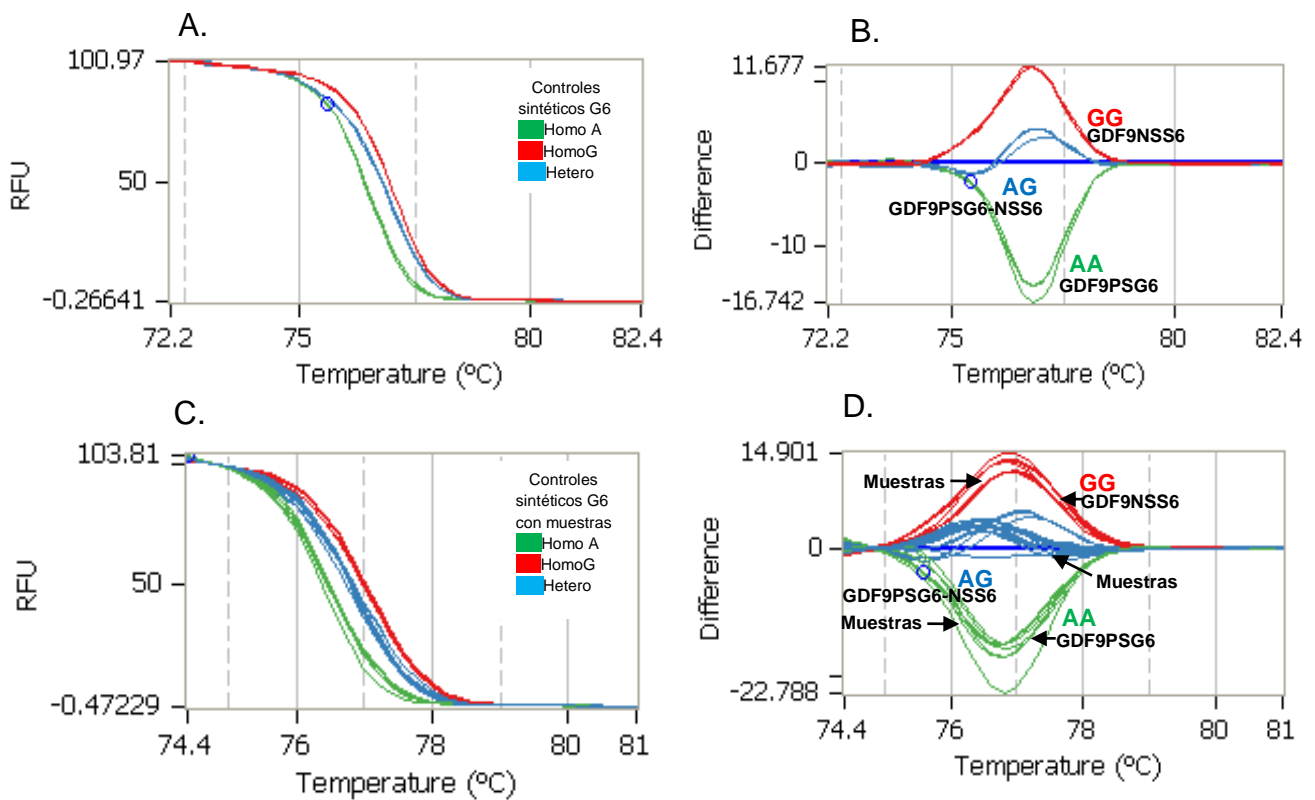 A.
100.97
50
-0.26641
RFU
72.2 75 80 82.4
Temperature (ºC)
Controles
sintéticos G6
Homo A
HomoG
Hetero
B.
11.677
0
-10
-16.742
Difference
72.2 75 80 82.4
Temperature (ºC)
GG
GDF9NSS6
AG
GDF9PSG6-NSS6
AA
GDF9PSG6
C.
103.81
50
-0.47229
RFU
74.4 76 78 80 81
Temperature (ºC)
Controles
sintéticos G6
con muestras
Homo A
HomoG
Hetero
D.
14.901
0
-22.788
Difference
74.4 76 78 80 81
Temperature (ºC)
Muestras
GG
GDF9NSS6
AG
GDF9PSG6-NSS6
Muestras
Muestras
AA
GDF9PSG6